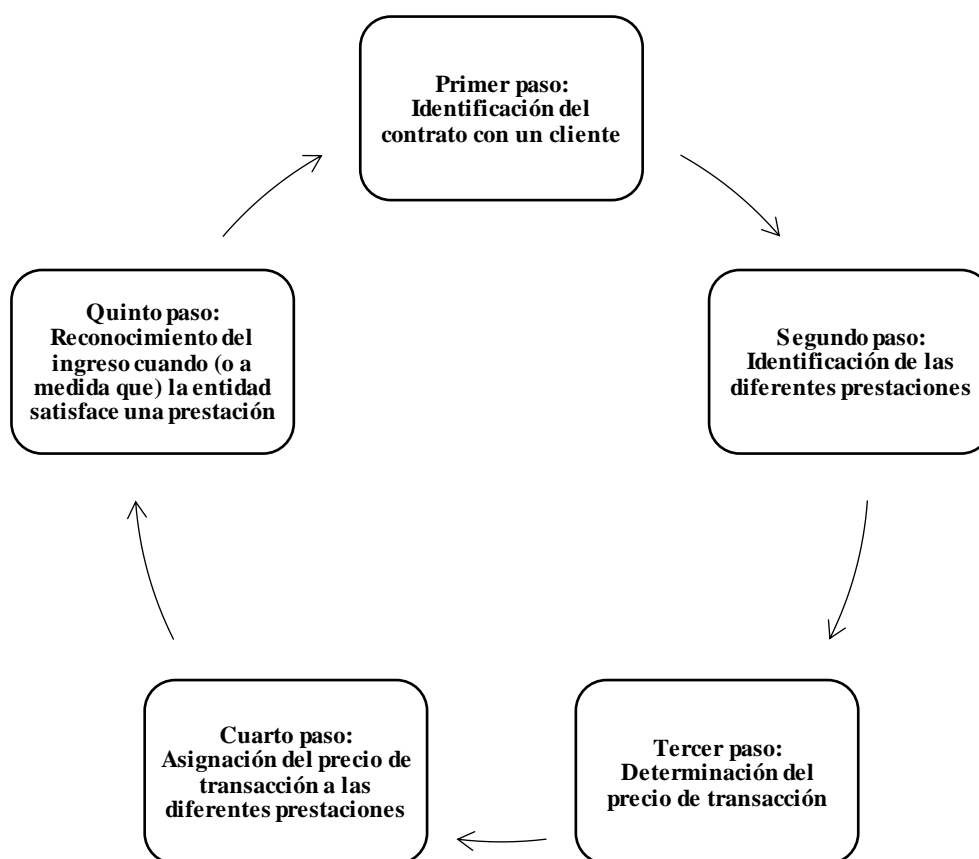 Primer paso:
Identificación del
contrato con un cliente
Segundo paso:
Identificación de las
diferentes prestaciones
Tercer paso:
Determinación del
precio de transacción
Cuarto paso:
Asignación del precio de
transacción a las
diferentes prestaciones
Quinto paso:
Reconocimiento del
ingreso cuando (o a
medida que) la entidad
satisface una prestación